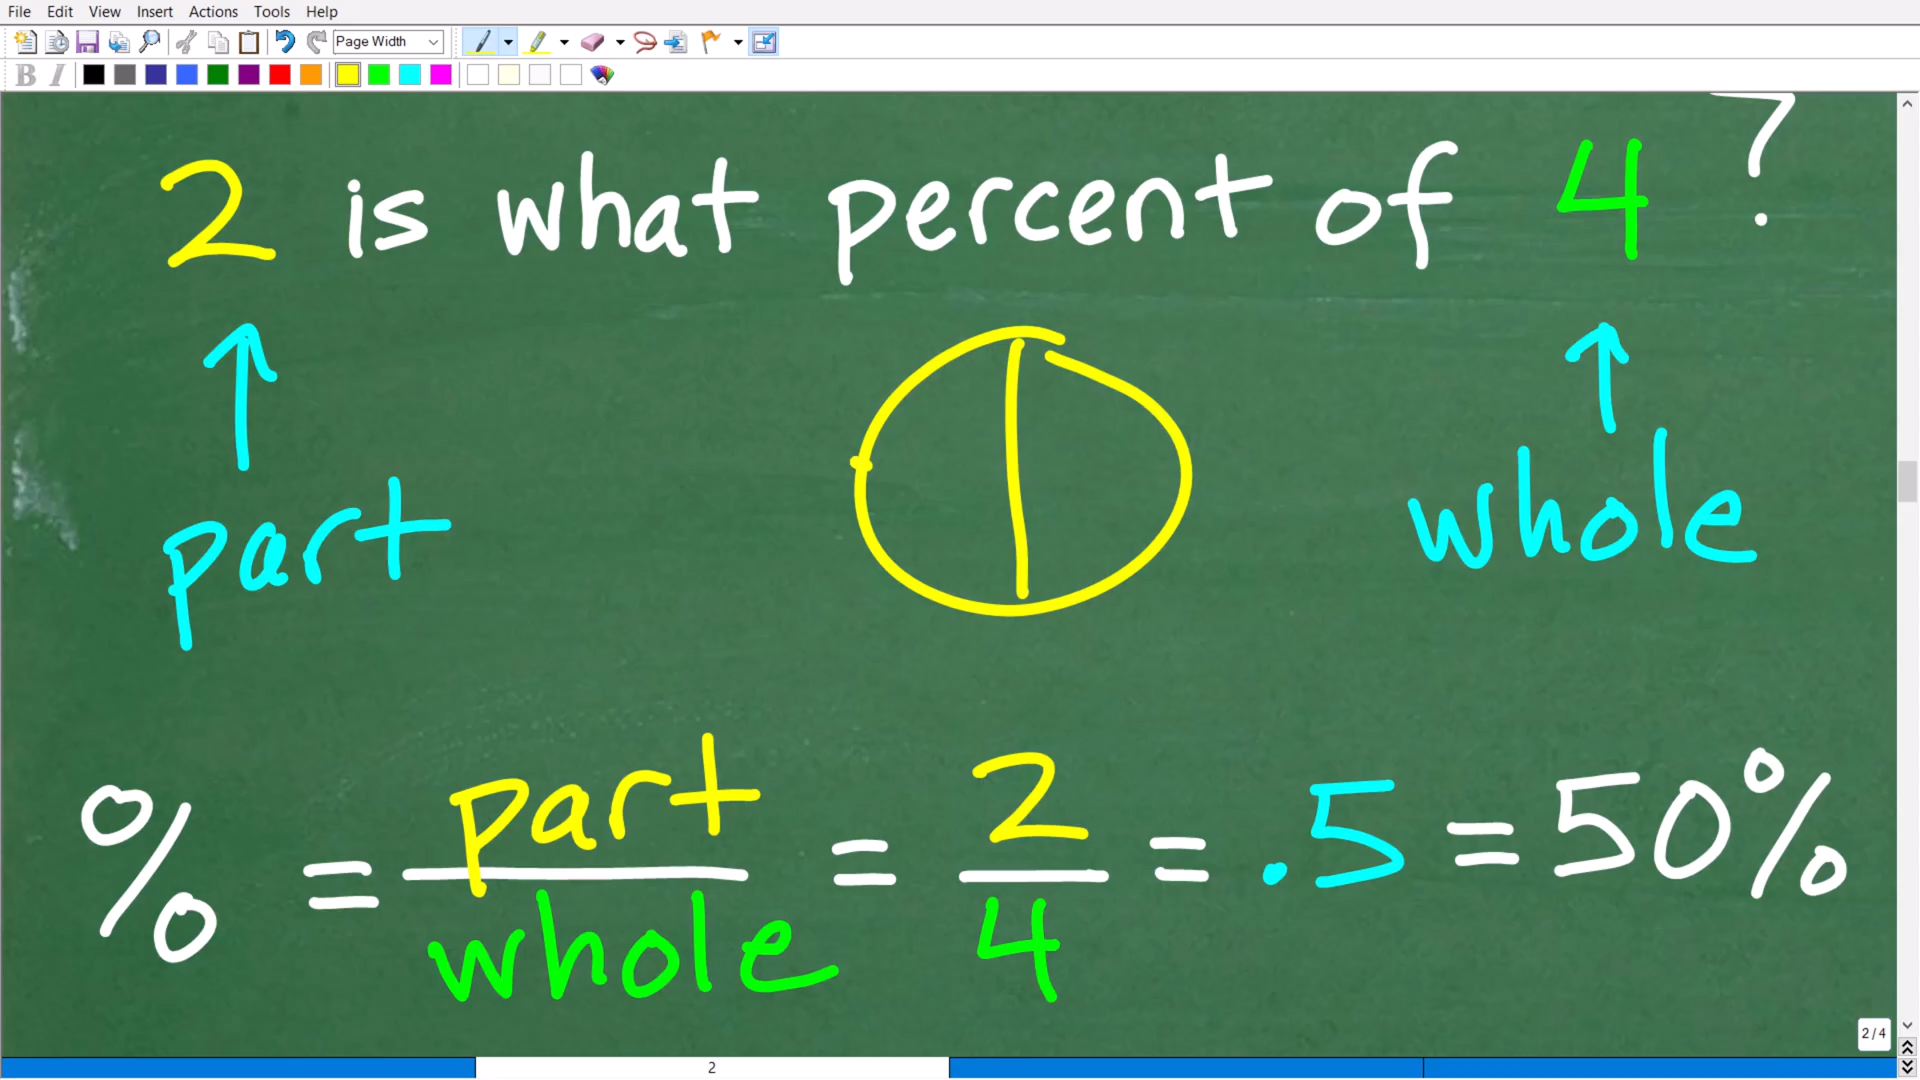 File Edit View Insert Actions Tools Help
Page Width
B I
2 is what percent of 4 ?
part
whole
% = part/whole = 2/4 = .5 = 50%
2 / 4
2